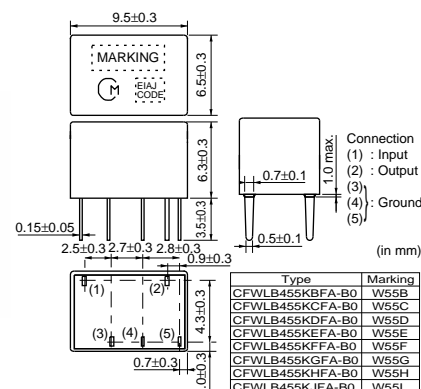 9.5±0.3
MARKING
EIAJ
CODE
6.5±0.3
6.3±0.3
3.5±0.3
0.15±0.05
2.5±0.3 2.7±0.3 2.8±0.3
0.9±0.3
0.7±0.1
1.0 max.
0.5±0.1
Connection
(1) : Input
(2) : Output
(3)
(4) : Ground
(5)
(in mm)
(1) (2)
(3) (4) (5)
4.3±0.3
0.7±0.3
.0±0.3
Type Marking
CFWLB455KBFA-B0 W55B
CFWLB455KCFA-B0 W55C
CFWLB455KDFA-B0 W55D
CFWLB455KEFA-B0 W55E
CFWLB455KFFA-B0 W55F
CFWLB455KGFA-B0 W55G
CFWLB455KHFA-B0 W55H